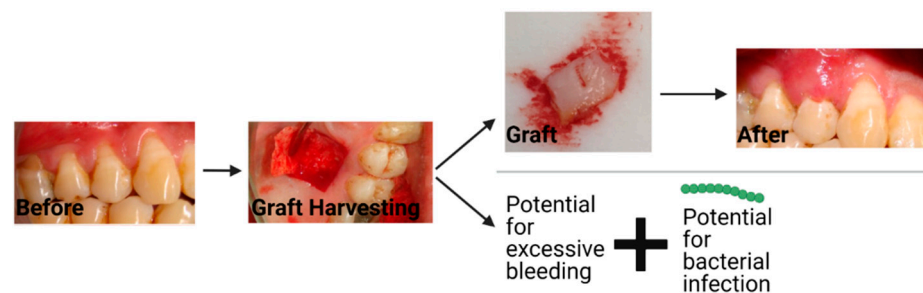 Before
Graft Harvesting
Graft
After
Potential
for
excessive
bleeding
Potential
for
bacterial
infection